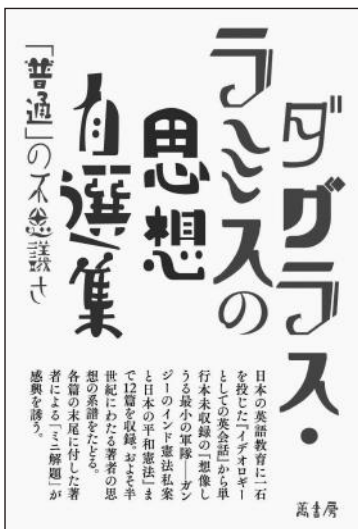 ダグラス・
ラミスの
思想
自選集
「普通」の不思議さ
日本の英語教育に一石
を投じた「イデオロギー
としての英会話」から単
行本未収録の「想像し
うる最小の軍隊――ガン
ジーのインド憲法私案
と日本の平和憲法」ま
で12篇を収録。およそ半
世紀にわたる著者の思
想の系譜をたどる。
各篇の末尾に付した著
者による「ミニ解題」が
感興を誘う。
萬書房